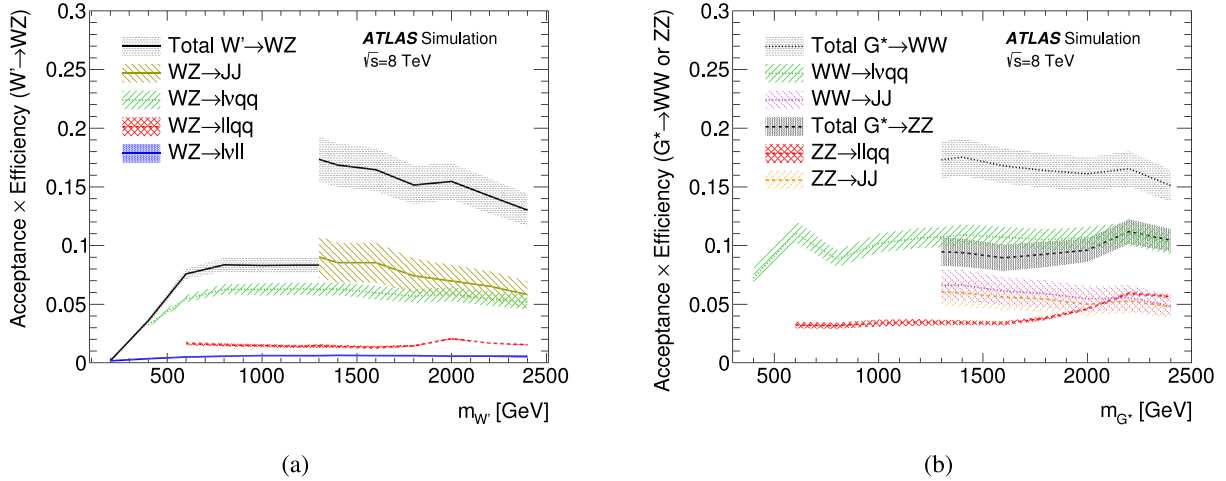 Acceptance × Efficiency (W'→WZ)
0.3
0.25
0.2
0.15
0.1
0.05
0
ATLAS Simulation
√s=8 TeV
Total W'→WZ
WZ→JJ
WZ→lνqq
WZ→llqq
WZ→lνll
500
1000
1500
2000
2500
m_W' [GeV]
(a)
Acceptance × Efficiency (G*→WW or ZZ)
0.3
0.25
0.2
0.15
0.1
0.05
0
ATLAS Simulation
√s=8 TeV
Total G*→WW
WW→lνqq
WW→JJ
Total G*→ZZ
ZZ→llqq
ZZ→JJ
500
1000
1500
2000
2500
m_G* [GeV]
(b)